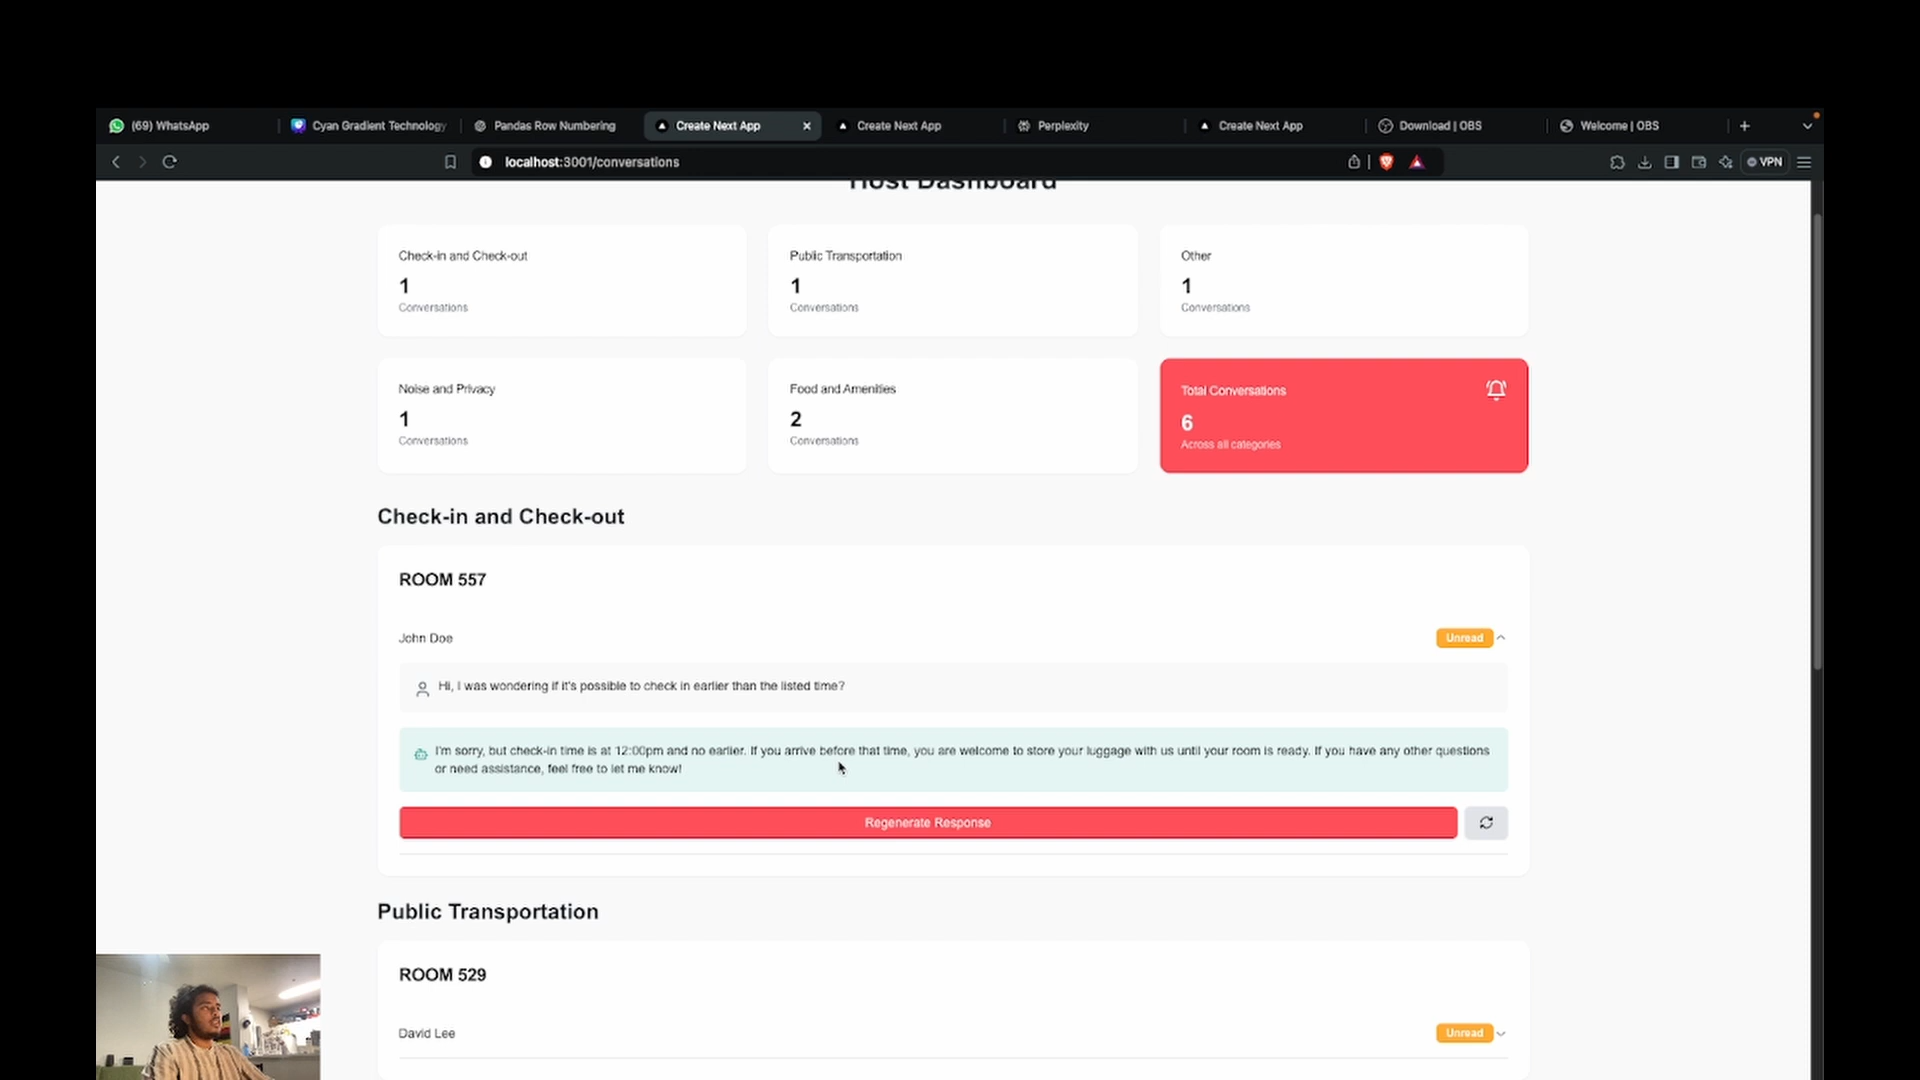 (69) WhatsApp
Cyan Gradient Technology
Pandas Row Numbering
Create Next App
Create Next App
Perplexity
Create Next App
Download | OBS
Welcome | OBS
localhost:3001/conversations
VPN
Host Dashboard
Check-in and Check-out
1
Conversations
Public Transportation
1
Conversations
Other
1
Conversations
Noise and Privacy
1
Conversations
Food and Amenities
2
Conversations
Total Conversations
6
Across all categories
Check-in and Check-out
ROOM 557
John Doe
Unread
Hi, I was wondering if it's possible to check in earlier than the listed time?
I'm sorry, but check-in time is at 12:00pm and no earlier. If you arrive before that time, you are welcome to store your luggage with us until your room is ready. If you have any other questions
or need assistance, feel free to let me know!
Regenerate Response
Public Transportation
ROOM 529
David Lee
Unread